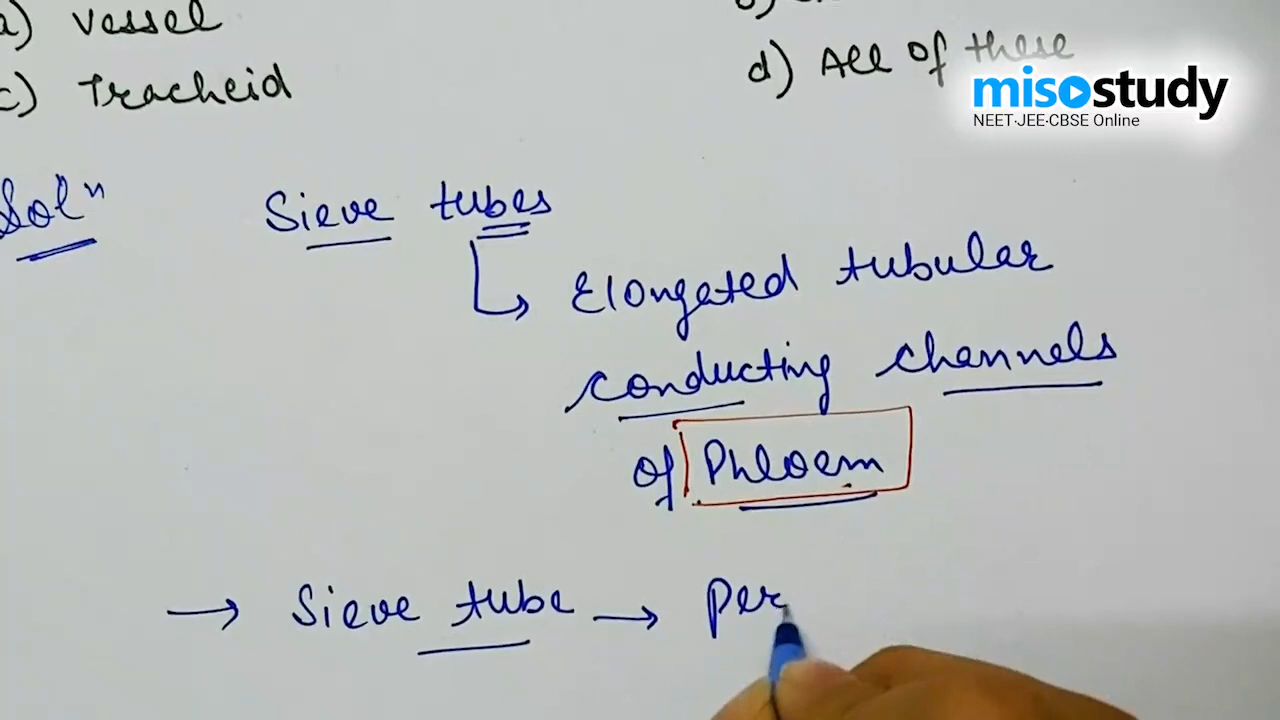 a) Vessel
b)
c) Tracheid
d) All of these
misostudy
NEET·JEE·CBSE Online
Solⁿ
Sieve tubes
Elongated tubular
conducting channels
of Phloem
→ Sieve tube → Per